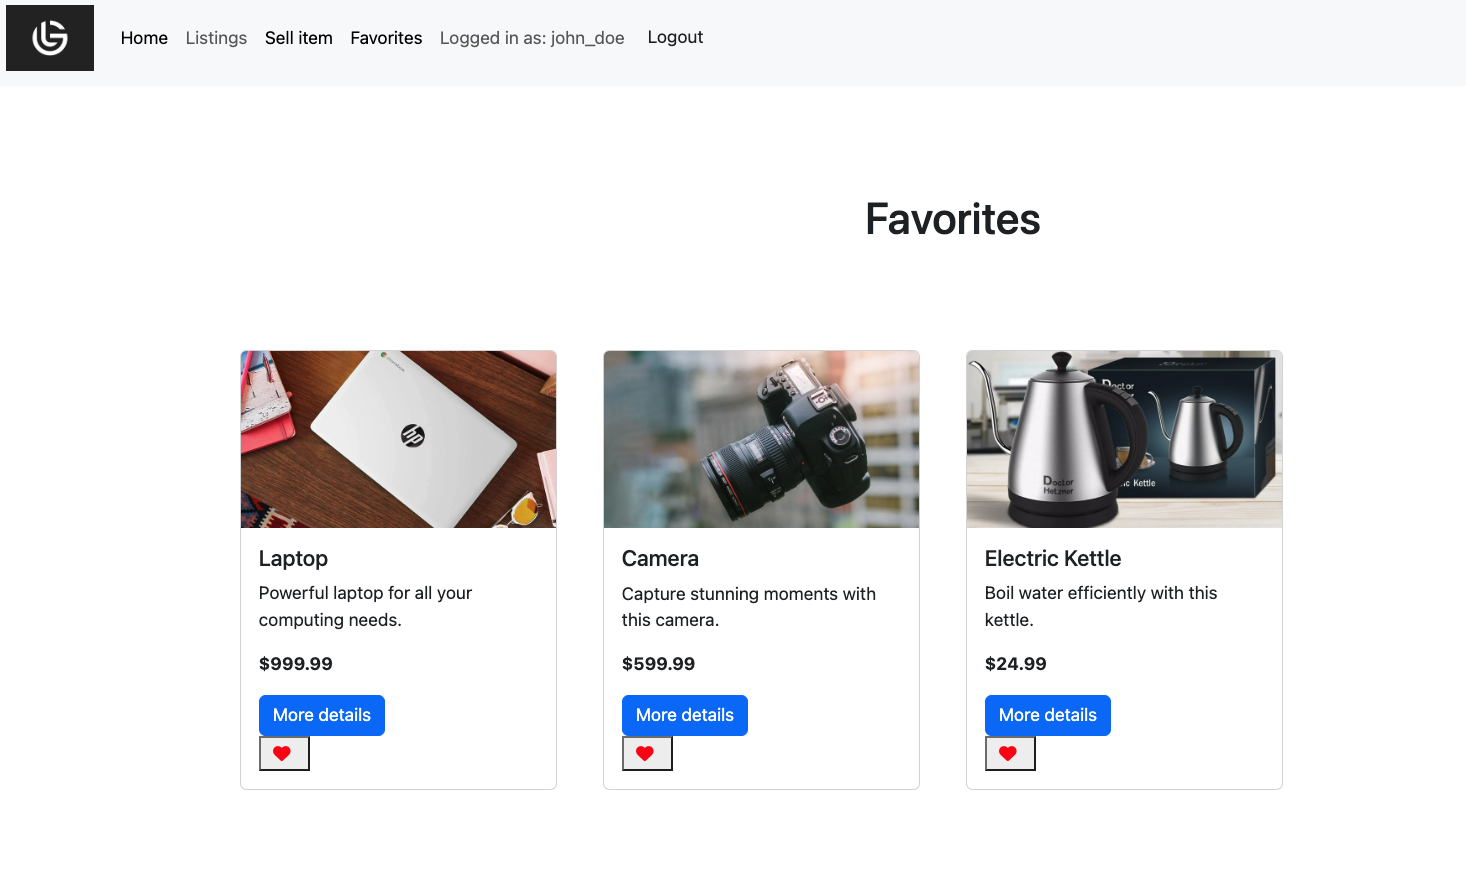 Home Listings Sell item Favorites Logged in as: john_doe Logout
Favorites
hp
Doctor
Doctor
Hetzner
ric Kettle
Laptop
Powerful laptop for all your
computing needs.
$999.99
More details
Camera
Capture stunning moments with
this camera.
$599.99
More details
Electric Kettle
Boil water efficiently with this
kettle.
$24.99
More details